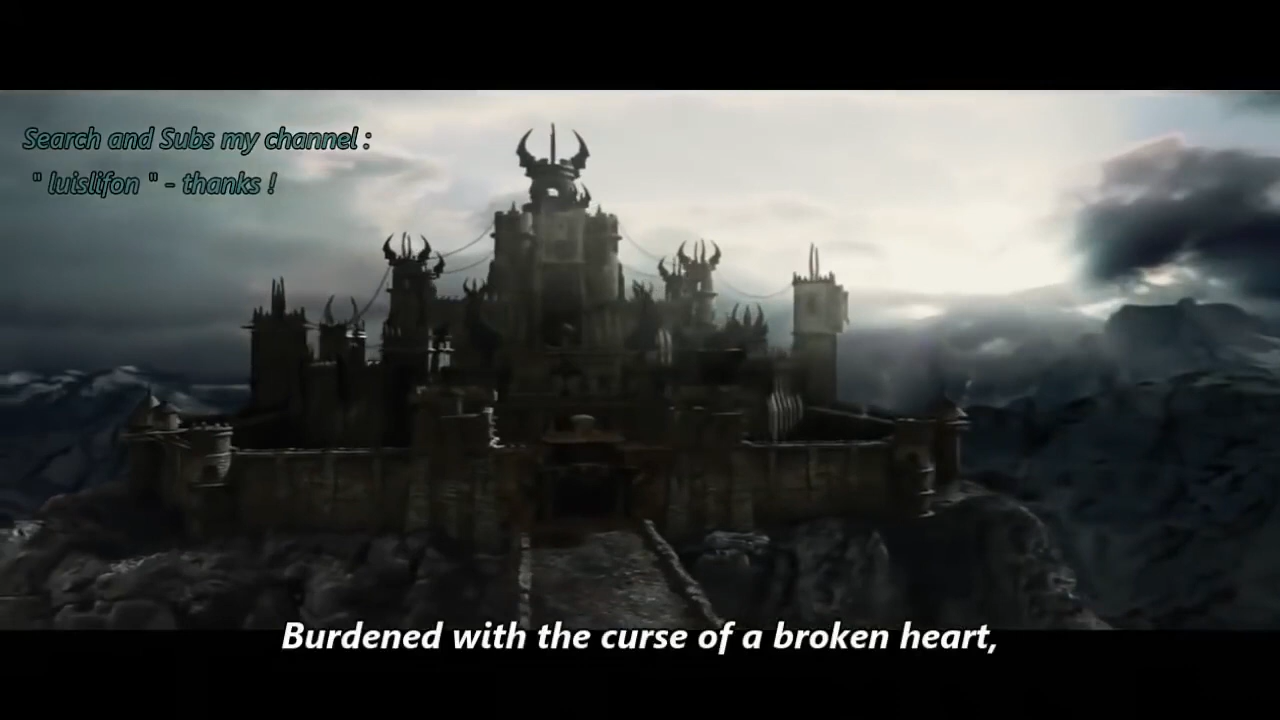 Search and Subs my channel :
" luislifon " - thanks !
Burdened with the curse of a broken heart,